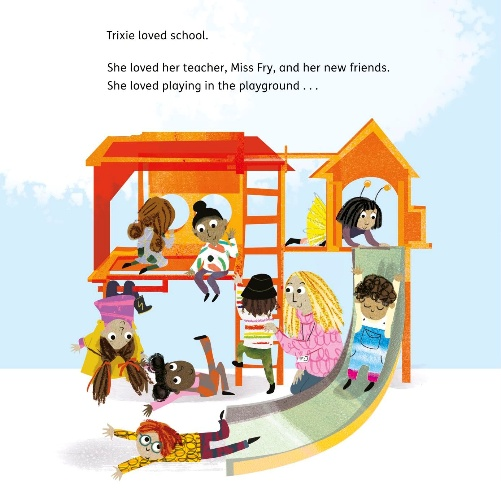 Trixie loved school.
She loved her teacher, Miss Fry, and her new friends.
She loved playing in the playground . . .